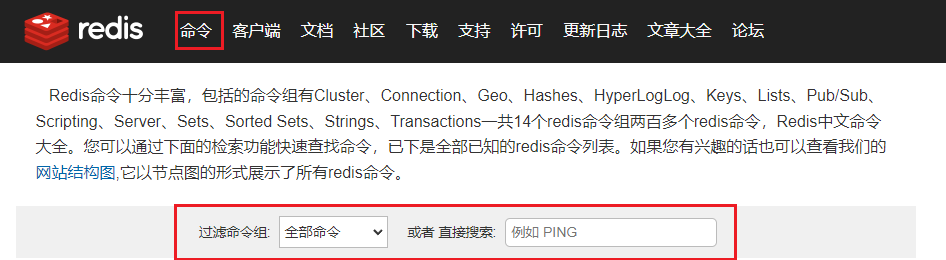 redis 命令 客户端 文档 社区 下载 支持 许可 更新日志 文章大全 论坛
Redis命令十分丰富，包括的命令组有Cluster、Connection、Geo、Hashes、HyperLogLog、Keys、Lists、Pub/Sub、
Scripting、Server、Sets、Sorted Sets、Strings、Transactions一共14个redis命令组两百多个redis命令，Redis中文命令
大全。您可以通过下面的检索功能快速查找命令，已下是全部已知的redis命令列表。如果您有兴趣的话也可以查看我们的
网站结构图,它以节点图的形式展示了所有redis命令。
过滤命令组: 全部命令 或者 直接搜索: 例如 PING